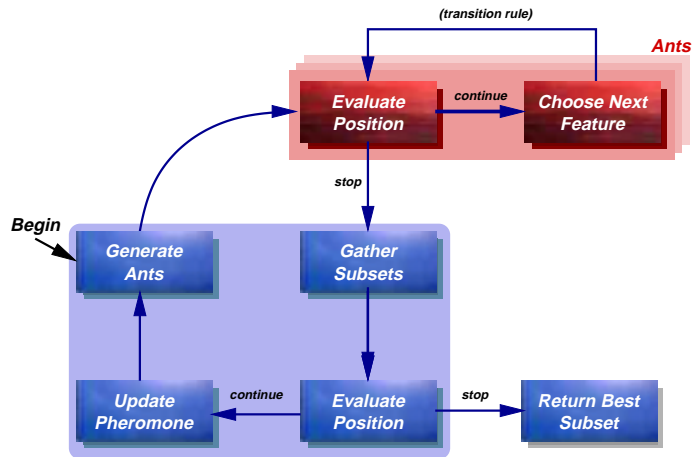 (transition rule)
Ants
Evaluate
Position
continue
Choose Next
Feature
stop
Begin
Generate
Ants
Gather
Subsets
Update
Pheromone
continue
Evaluate
Position
stop
Return Best
Subset